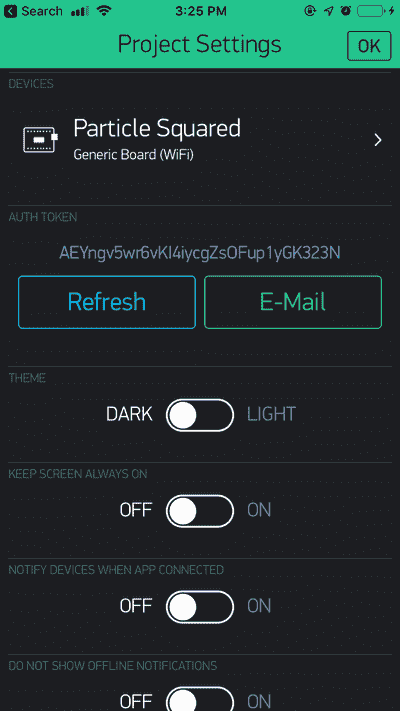 Search 3:25 PM
Project Settings OK
DEVICES
Particle Squared
Generic Board (WiFi)
AUTH TOKEN
AEYngv5wr6vKI4iycgZsOFup1yGK323N
Refresh E-Mail
THEME
DARK LIGHT
KEEP SCREEN ALWAYS ON
OFF ON
NOTIFY DEVICES WHEN APP CONNECTED
OFF ON
DO NOT SHOW OFFLINE NOTIFICATIONS
OFF ON